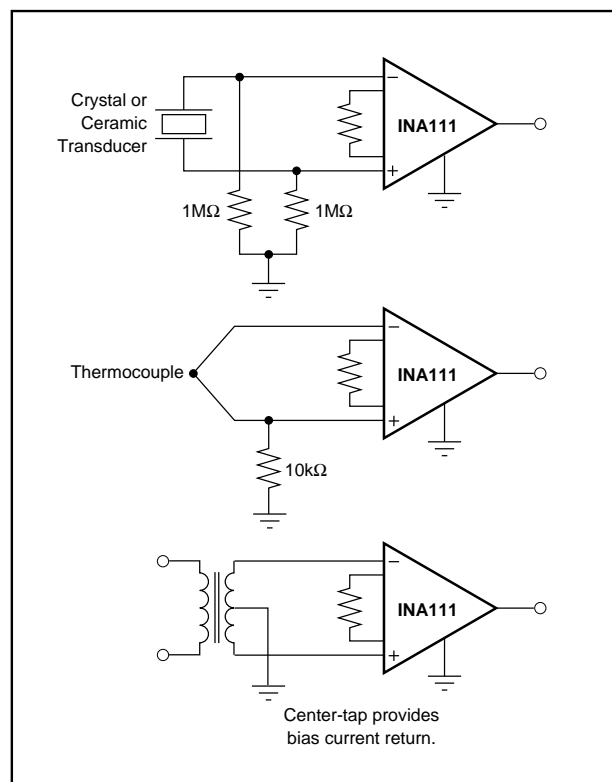 Crystal or
Ceramic
Transducer
−
INA111
+
1MΩ
1MΩ
−
Thermocouple
INA111
+
10kΩ
−
INA111
+
Center-tap provides
bias current return.